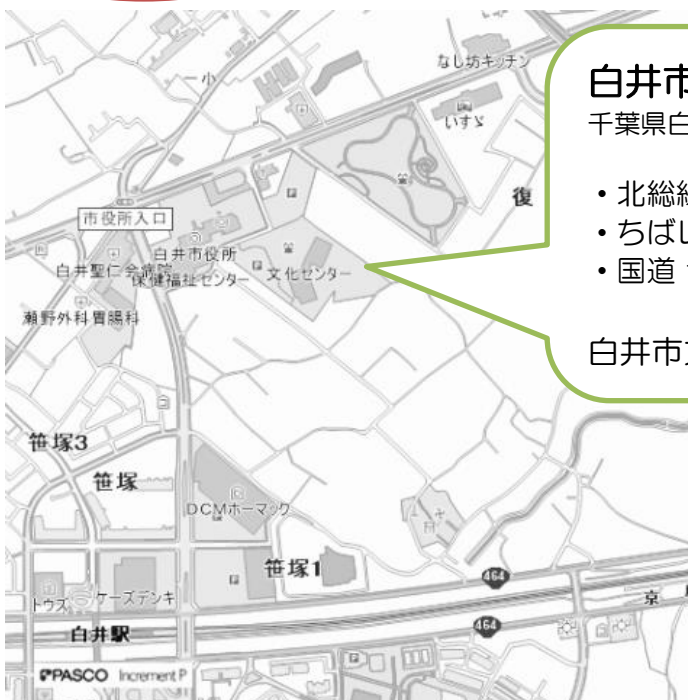 なし坊キッチン
一小
いすゞ
復
市役所入口
白井市役所
白井聖仁会病院
保健福祉センター
文化センター
瀬野外科胃腸科
笹塚3
笹塚
DCMホーマック
笹塚1
464
トウズ
ケーズデンキ
464
京
白井駅
PASCO Increment P
白井市
千葉県白
・北総
・ちば
・国道
白井市